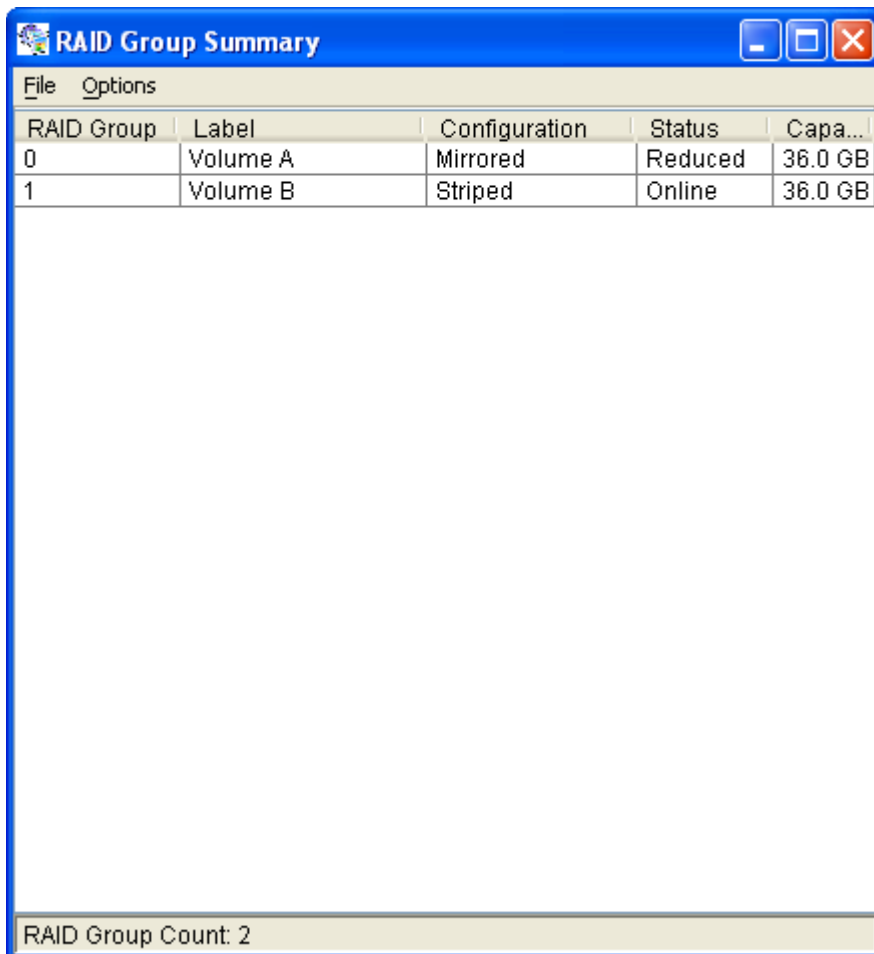 RAID Group Summary
File Options
RAID Group Label Configuration Status Capa...
0 Volume A Mirrored Reduced 36.0 GB
1 Volume B Striped Online 36.0 GB
RAID Group Count: 2